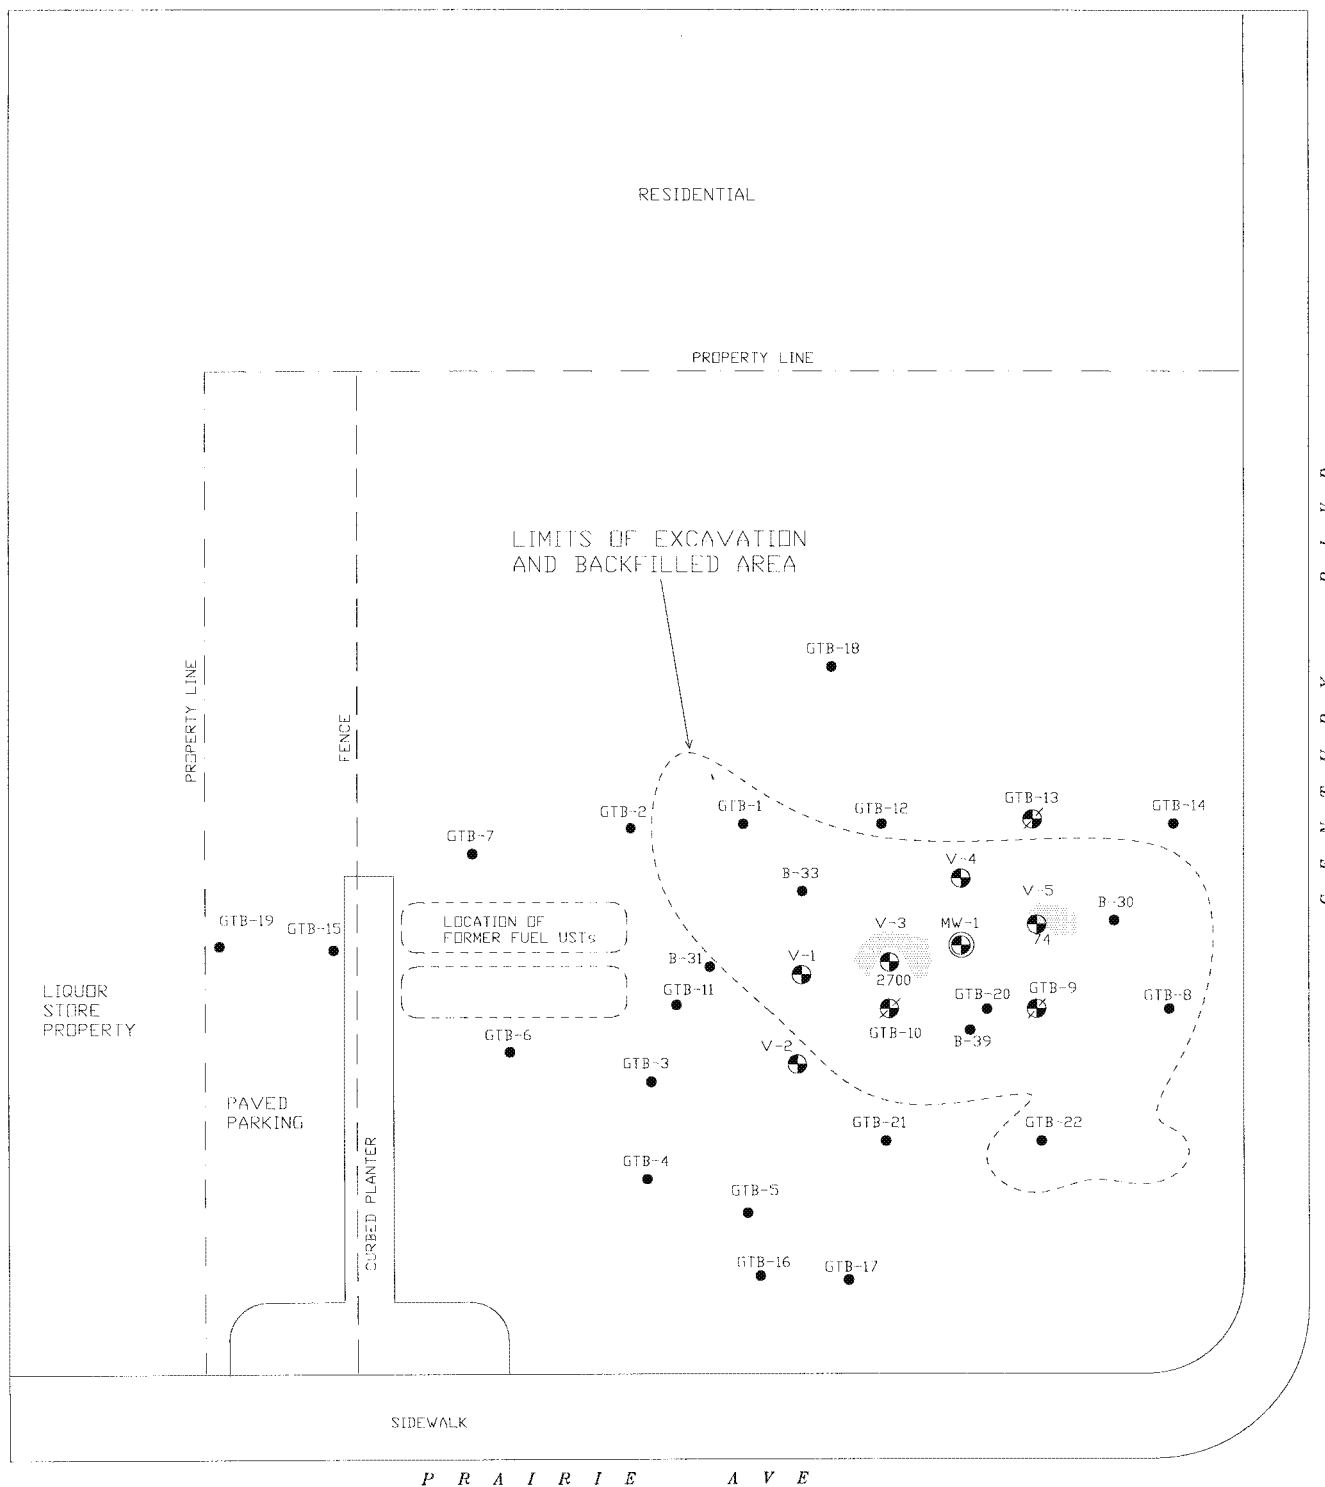 RESIDENTIAL
PROPERTY LINE
LIMITS OF EXCAVATION
AND BACKFILLED AREA
GTB-18
PROPERTY LINE
FENCE
GTB-13
GTB-2
GTB-1
GTB-12
GTB-14
GTB-7
V-4
B-33
V-5
B-30
GTB-19
GTB-15
LOCATION OF
FORMER FUEL USTs
V-3
MW-1
74
B-31
V-1
2700
LIQUOR
STORE
PROPERTY
GTB-11
GTB-20
GTB-9
GTB-8
GTB-10
B-39
GTB-6
V-2
GTB-3
PAVED
PARKING
GTB-21
GTB-22
CURBED PLANTER
GTB-4
GTB-5
GTB-16
GTB-17
SIDEWALK
PRAIRIE AVE